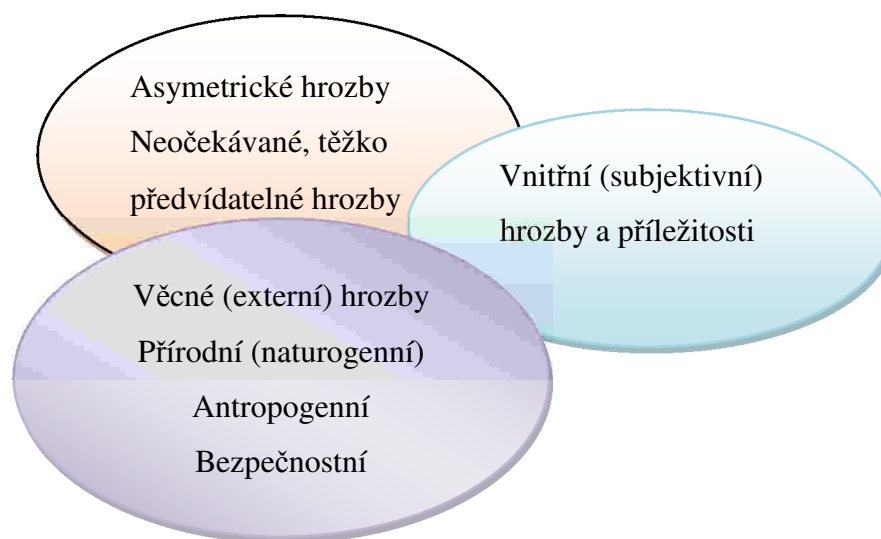 Asymetrické hrozby
Neočekávané, těžko
předvídatelné hrozby
Vnitřní (subjektivní)
hrozby a příležitosti
Věcné (externí) hrozby
Přírodní (naturogenní)
Antropogenní
Bezpečnostní